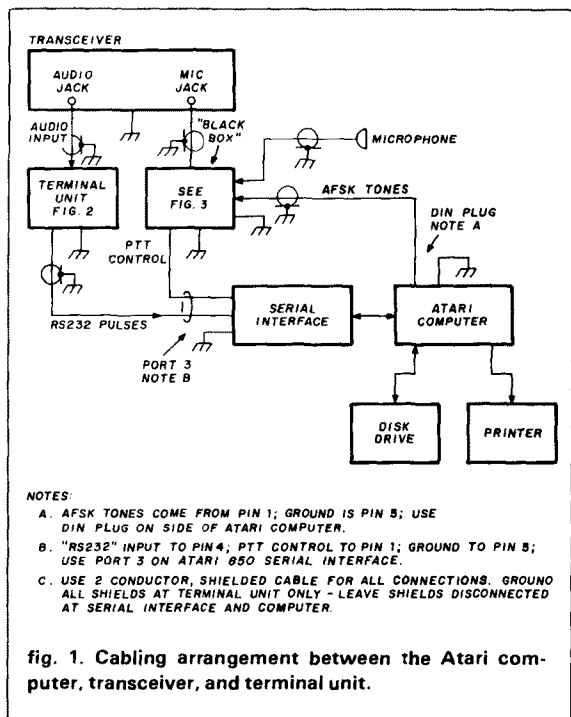 TRANSCEIVER
AUDIO
JACK
MIC
JACK
AUDIO
INPUT
"BLACK
BOX"
MICROPHONE
TERMINAL
UNIT
FIG. 2
SEE
FIG. 3
AFSK TONES
DIN PLUG
NOTE A
PTT
CONTROL
SERIAL
INTERFACE
ATARI
COMPUTER
RS232 PULSES
PORT 3
NOTE B
DISK
DRIVE
PRINTER
NOTES:
A. AFSK TONES COME FROM PIN 1; GROUND IS PIN 5; USE
DIN PLUG ON SIDE OF ATARI COMPUTER.
B. "RS232" INPUT TO PIN 4; PTT CONTROL TO PIN 1; GROUND TO PIN 5;
USE PORT 3 ON ATARI 850 SERIAL INTERFACE.
C. USE 2 CONDUCTOR, SHIELDED CABLE FOR ALL CONNECTIONS. GROUND
ALL SHIELDS AT TERMINAL UNIT ONLY - LEAVE SHIELDS DISCONNECTED
AT SERIAL INTERFACE AND COMPUTER.
fig. 1. Cabling arrangement between the Atari com-
puter, transceiver, and terminal unit.